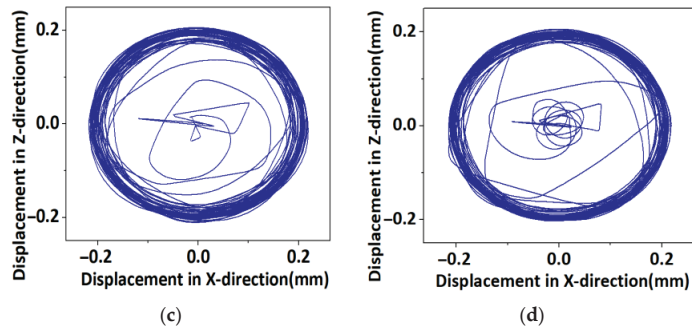 Displacement in Z-direction(mm)
0.2
0.0
−0.2
−0.2
0.0
0.2
Displacement in X-direction(mm)
(c)
Displacement in Z-direction(mm)
0.2
0.0
−0.2
−0.2
0.0
0.2
Displacement in X-direction(mm)
(d)